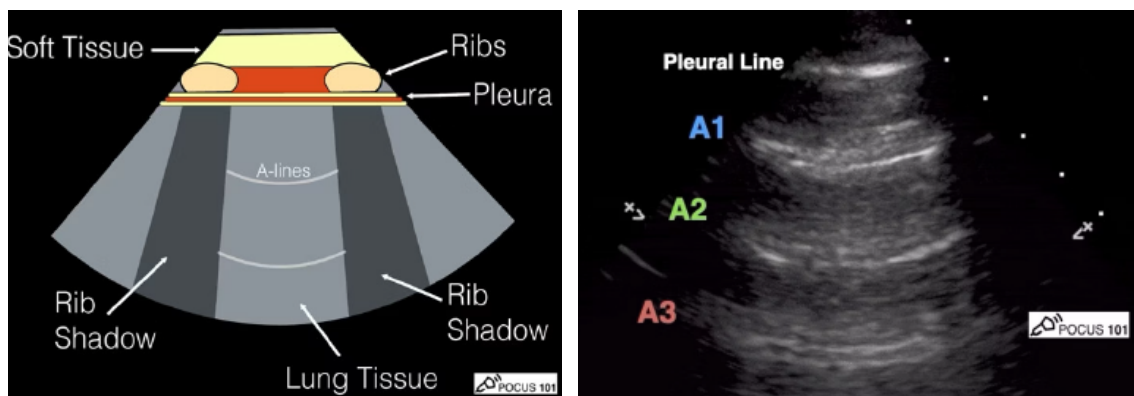 Soft Tissue
Ribs
Pleura
A-lines
Rib
Shadow
Rib
Shadow
Lung Tissue
POCUS 101
Pleural Line
A1
A2
A3
POCUS 101